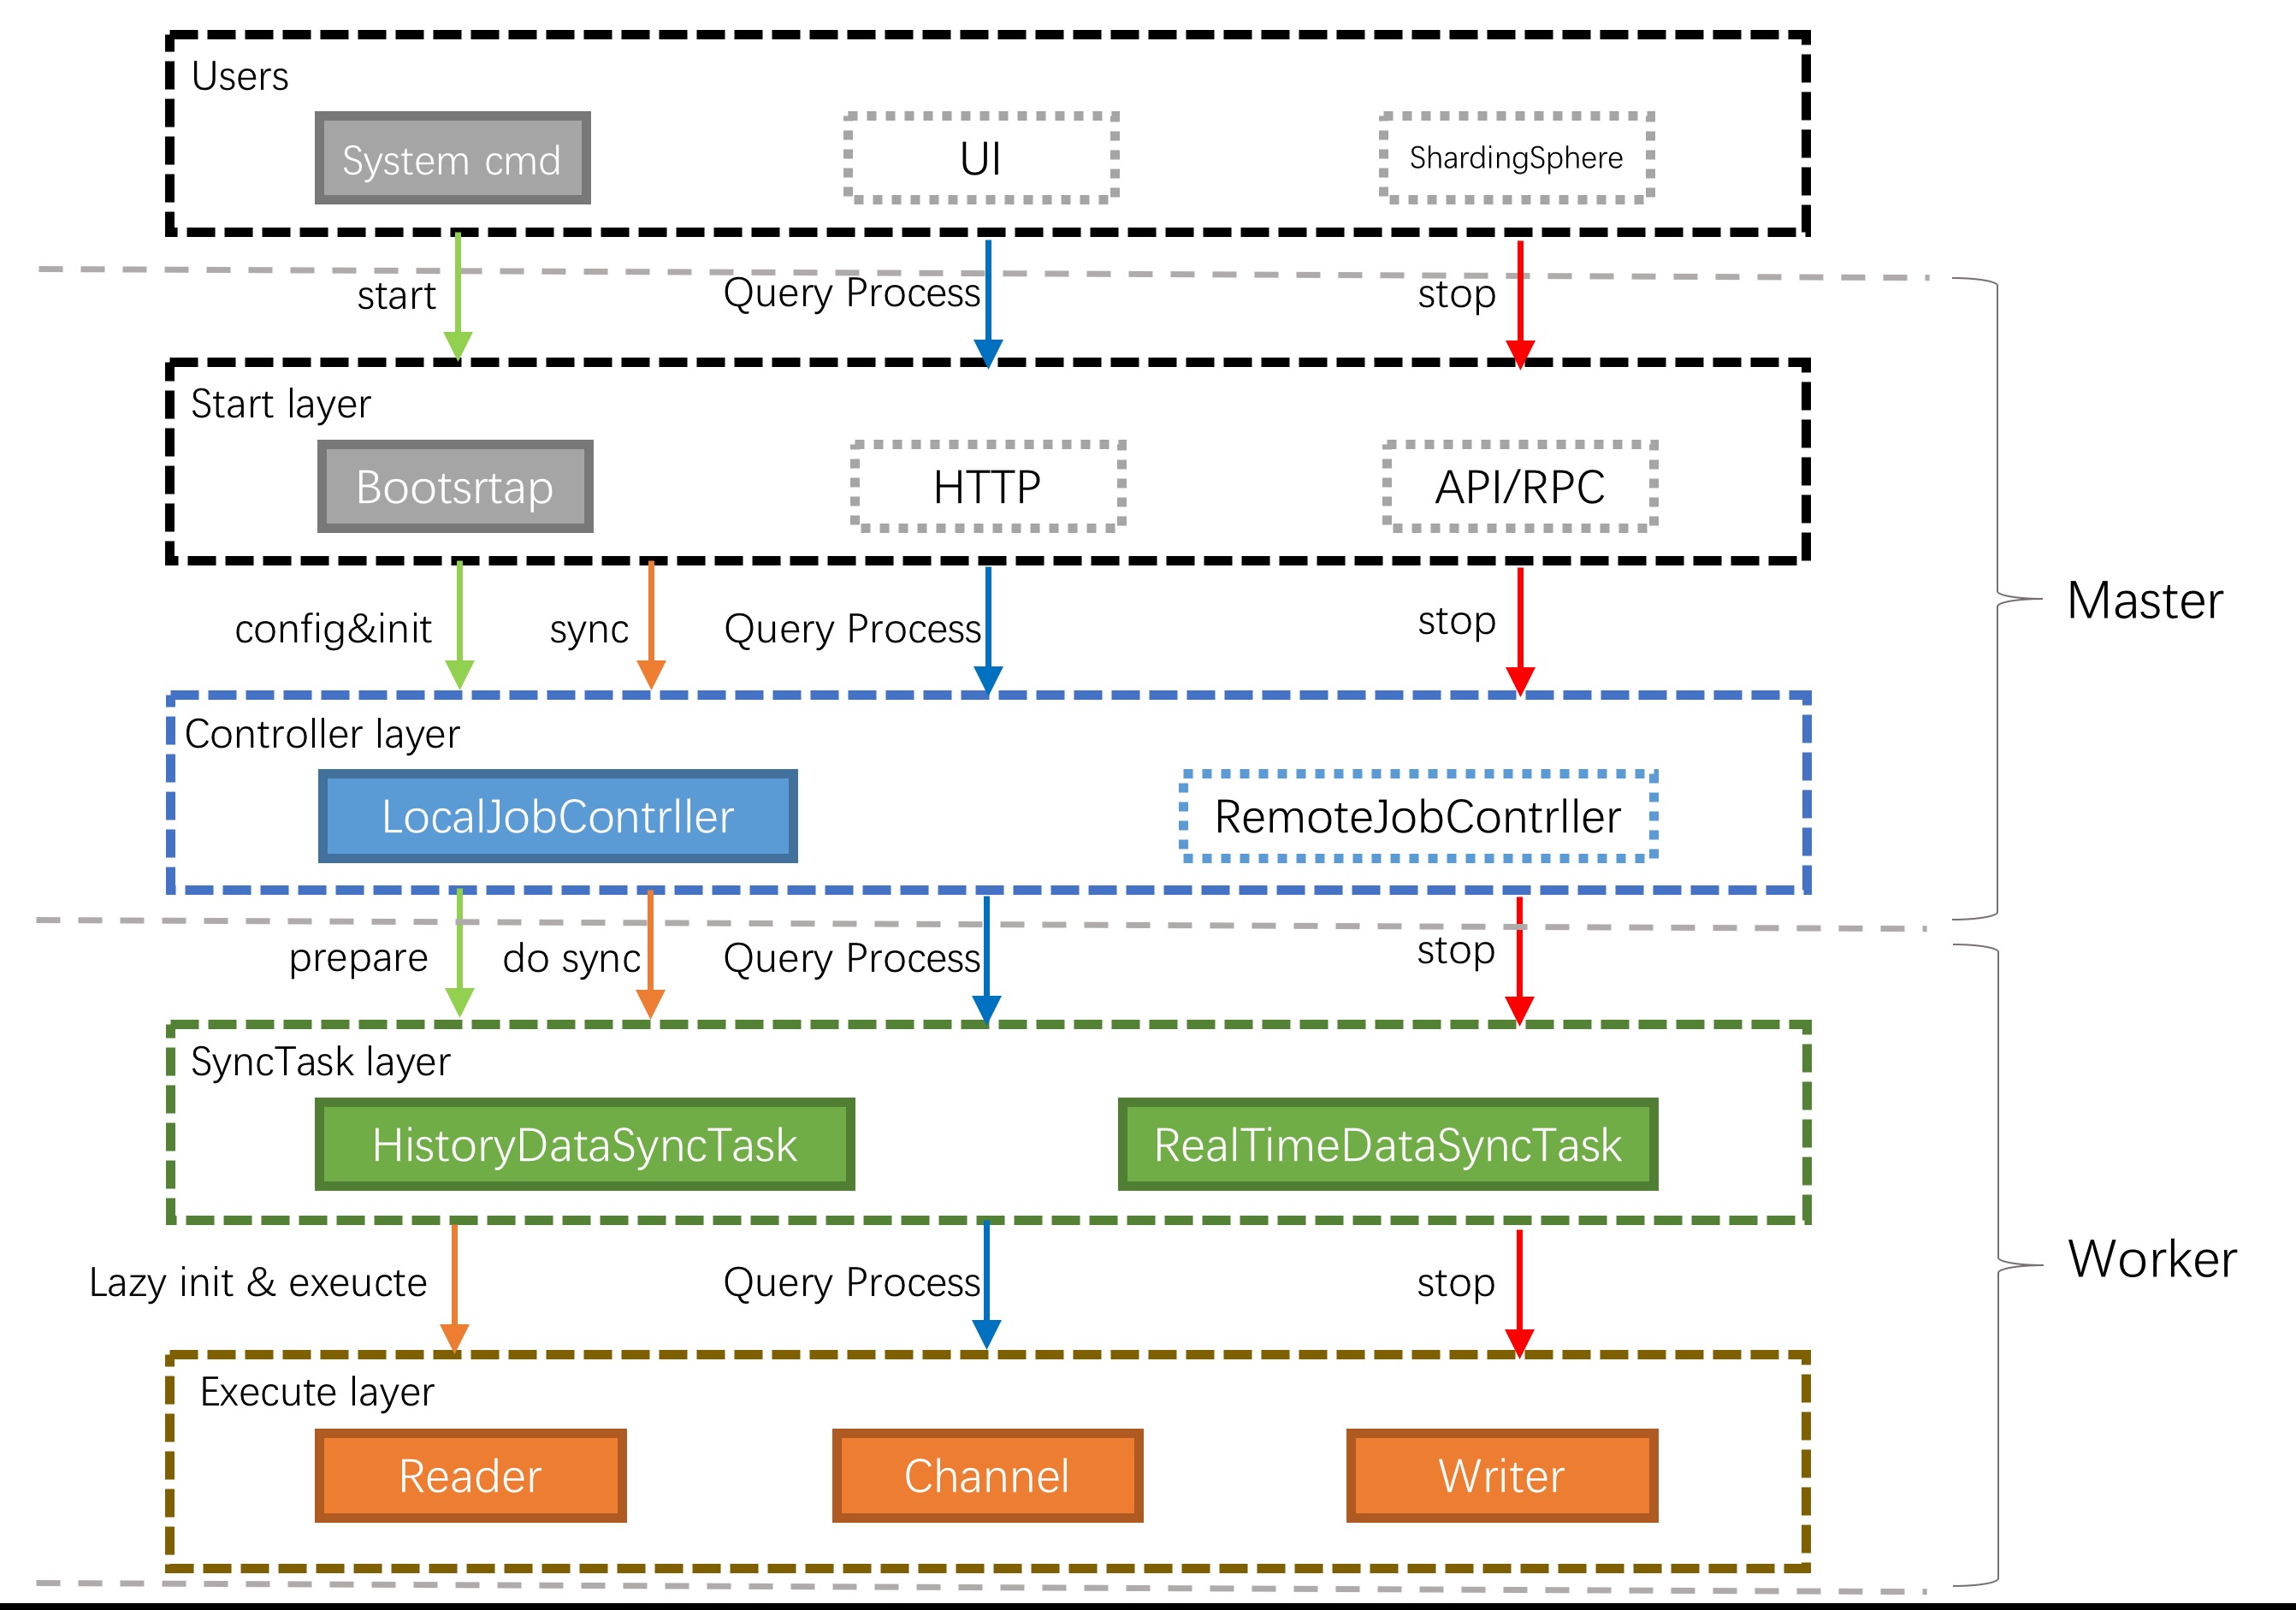 Users
System cmd
UI
ShardingSphere
start
Query Process
stop
Start layer
Bootsrtap
HTTP
API/RPC
Master
config&init
sync
Query Process
stop
Controller layer
LocalJobContrller
RemoteJobContrller
prepare
do sync
Query Process
stop
SyncTask layer
HistoryDataSyncTask
RealTimeDataSyncTask
Worker
Lazy init & exeucte
Query Process
stop
Execute layer
Reader
Channel
Writer